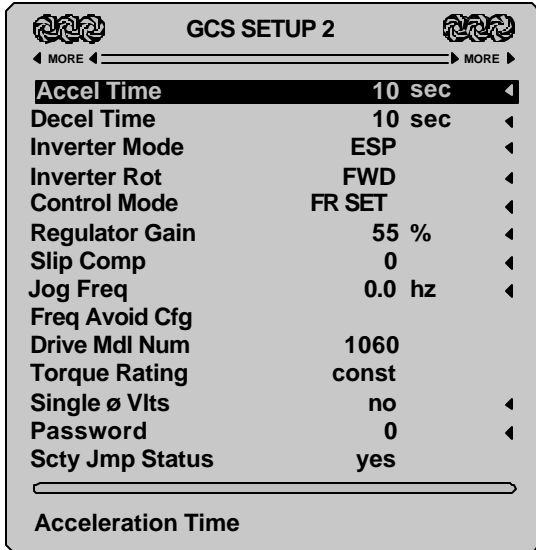 GCS SETUP 2
MORE MORE
Accel Time 10 sec
Decel Time 10 sec
Inverter Mode ESP
Inverter Rot FWD
Control Mode FR SET
Regulator Gain 55 %
Slip Comp 0
Jog Freq 0.0 hz
Freq Avoid Cfg
Drive Mdl Num 1060
Torque Rating const
Single ø Vlts no
Password 0
Scty Jmp Status yes
Acceleration Time